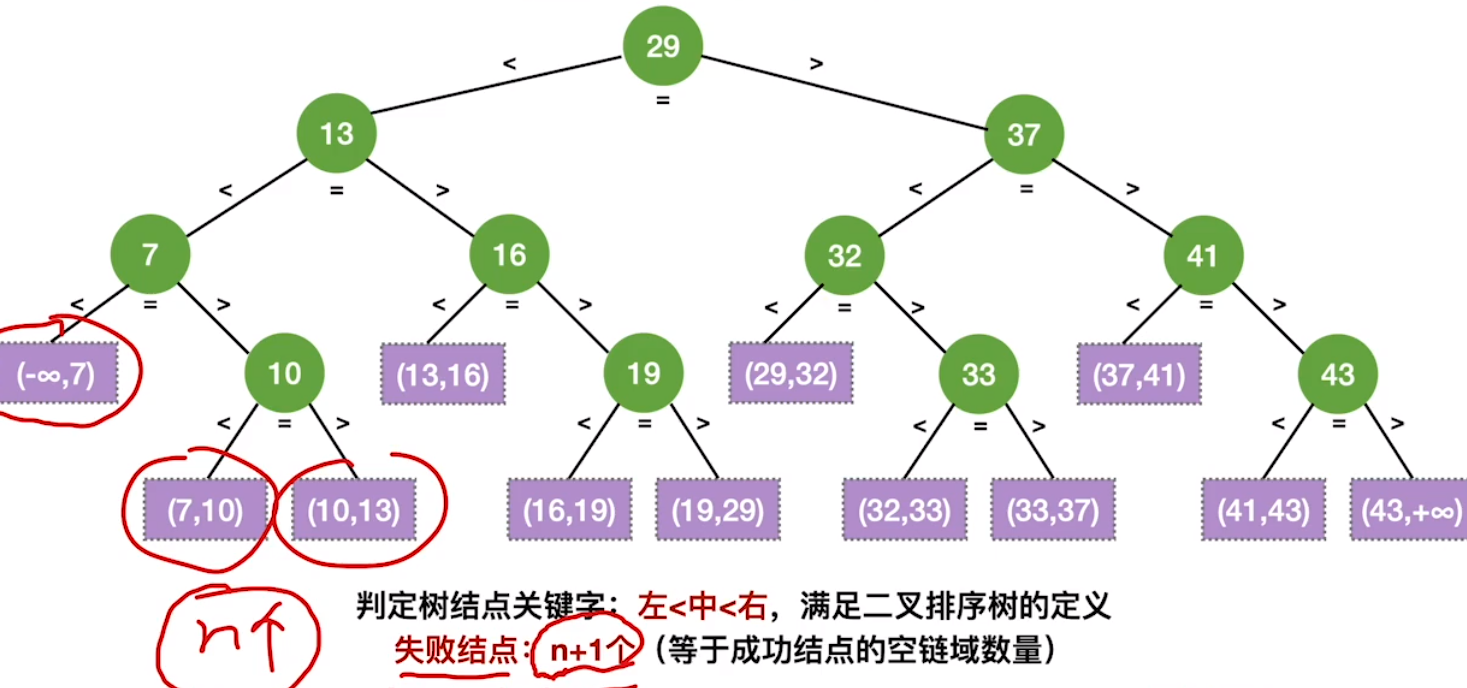 29
< = >
13 37
< = > < = >
7 16 32 41
< = > < = > < = > < = >
(-∞,7) 10 (13,16) 19 (29,32) 33 (37,41) 43
< = > < = > < = > < = >
(7,10) (10,13) (16,19) (19,29) (32,33) (33,37) (41,43) (43,+∞)
n个
判定树结点关键字：左<中<右，满足二叉排序树的定义
失败结点：n+1个（等于成功结点的空链域数量）